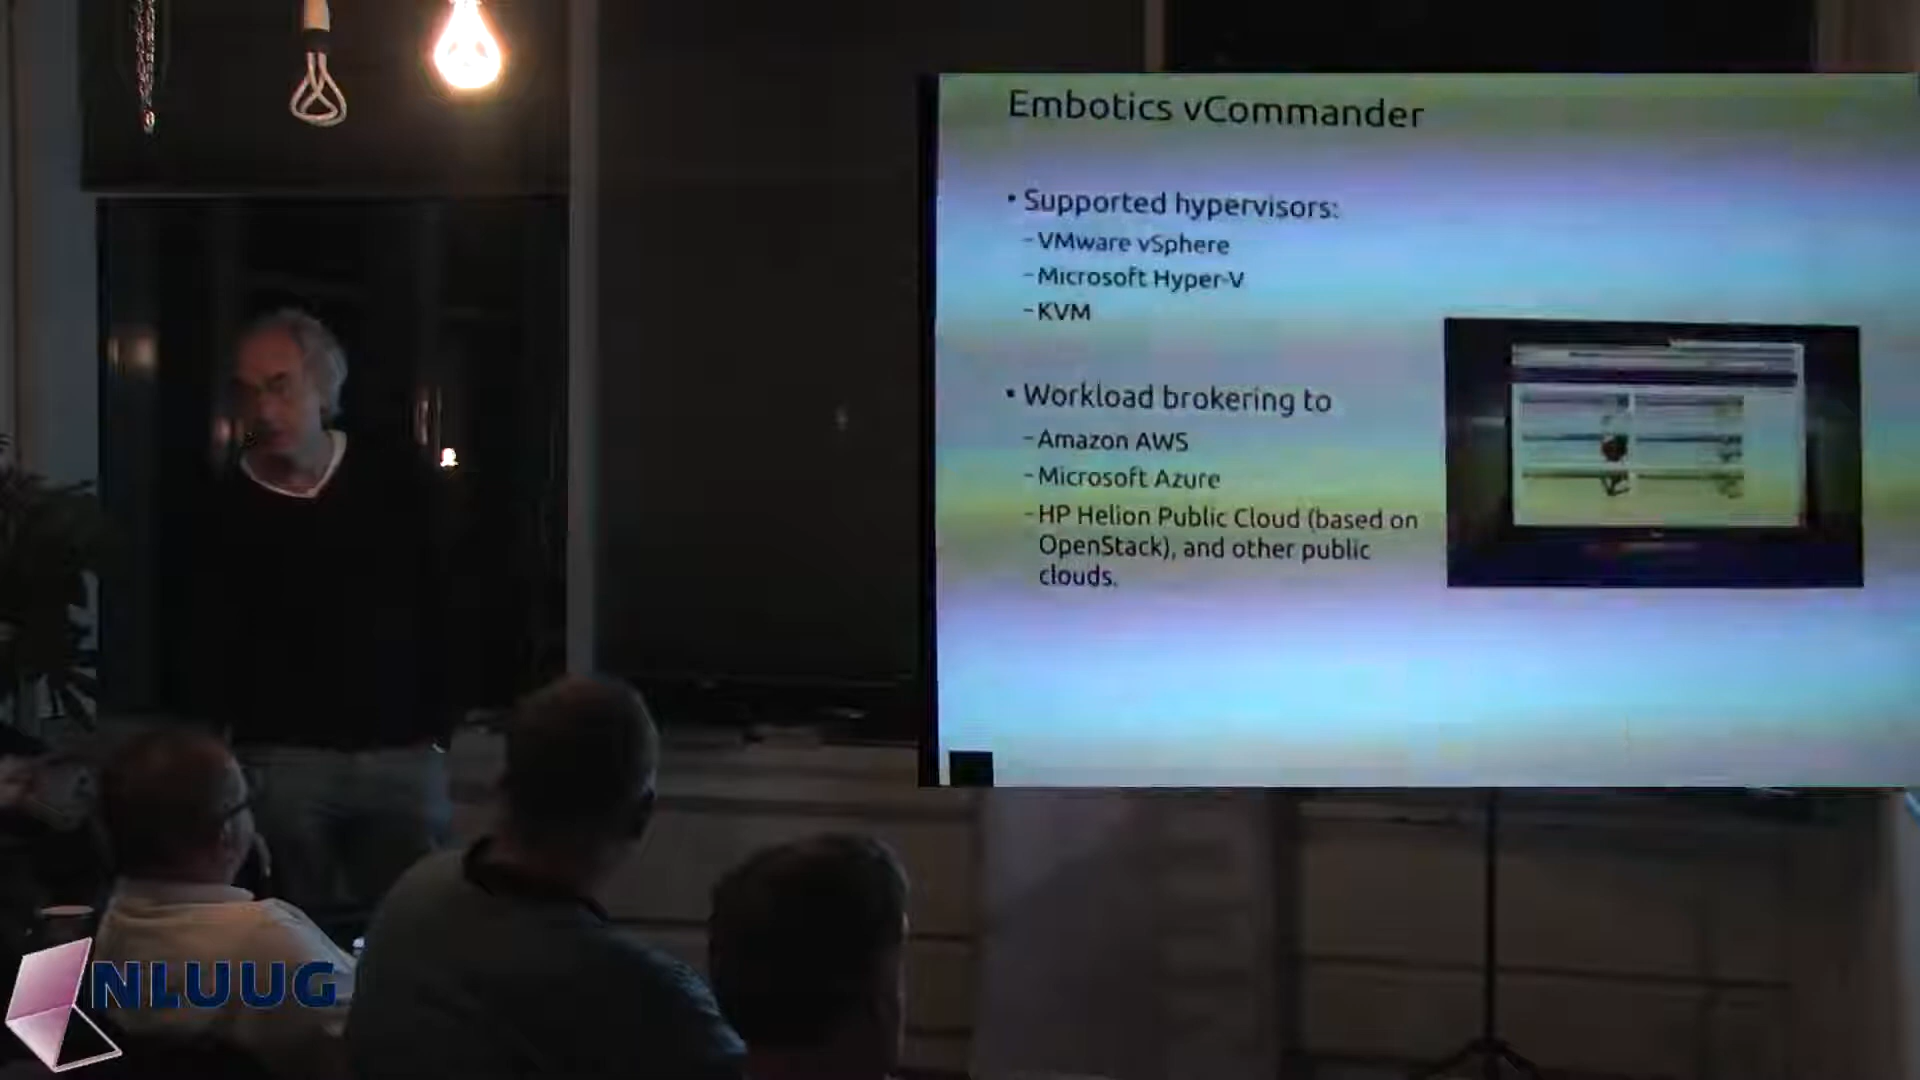 Embotics vCommander
• Supported hypervisors:
– VMware vSphere
– Microsoft Hyper-V
– KVM
• Workload brokering to
– Amazon AWS
– Microsoft Azure
– HP Helion Public Cloud (based on
OpenStack), and other public
clouds.
NLUUG